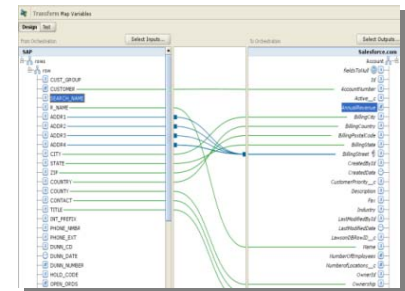 Transform Map Variables
Design Test
From Orchestration
Select Inputs...
To Orchestration
Select Outputs...
SAP
rows
row
CUST_GROUP
CUSTOMER
SEARCH_NAME
R_NAME
ADDR1
ADDR2
ADDR3
ADDR4
CITY
STATE
ZIP
COUNTRY
COUNTY
CONTACT
TITLE
INT_PREFIX
PHONE_NMBR
PHONE_EXT
DUNN_CD
DUNN_DATE
DUNN_NUMBER
HOLD_CODE
OPEN_ORDS
Salesforce.com
Account
fieldsToNull
Id
AccountNumber
Active__c
AnnualRevenue
BillingCity
BillingCountry
BillingPostalCode
BillingState
BillingStreet
CreatedById
CreatedDate
CustomerPriority__c
Description
Fax
Industry
LastModifiedById
LastModifiedDate
LawsonIDRowID__c
Name
NumberOfEmployees
NumberofLocations__c
OwnerId
Ownership